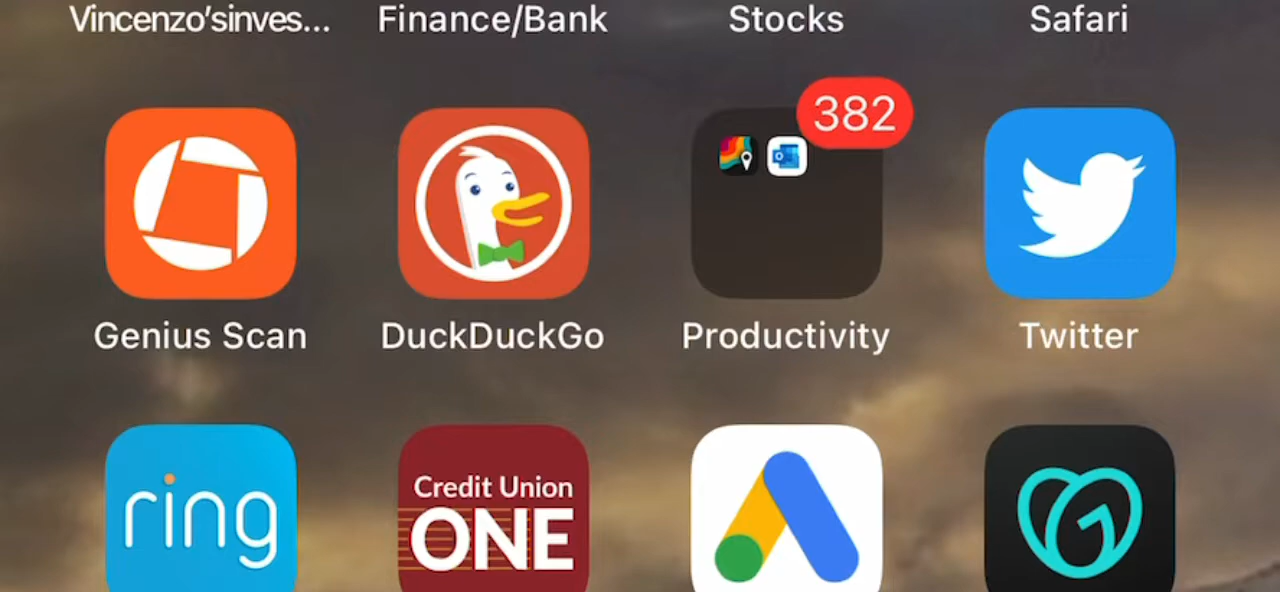 Vincenzo'sinves... Finance/Bank Stocks Safari
382
Genius Scan DuckDuckGo Productivity Twitter
ring Credit Union ONE